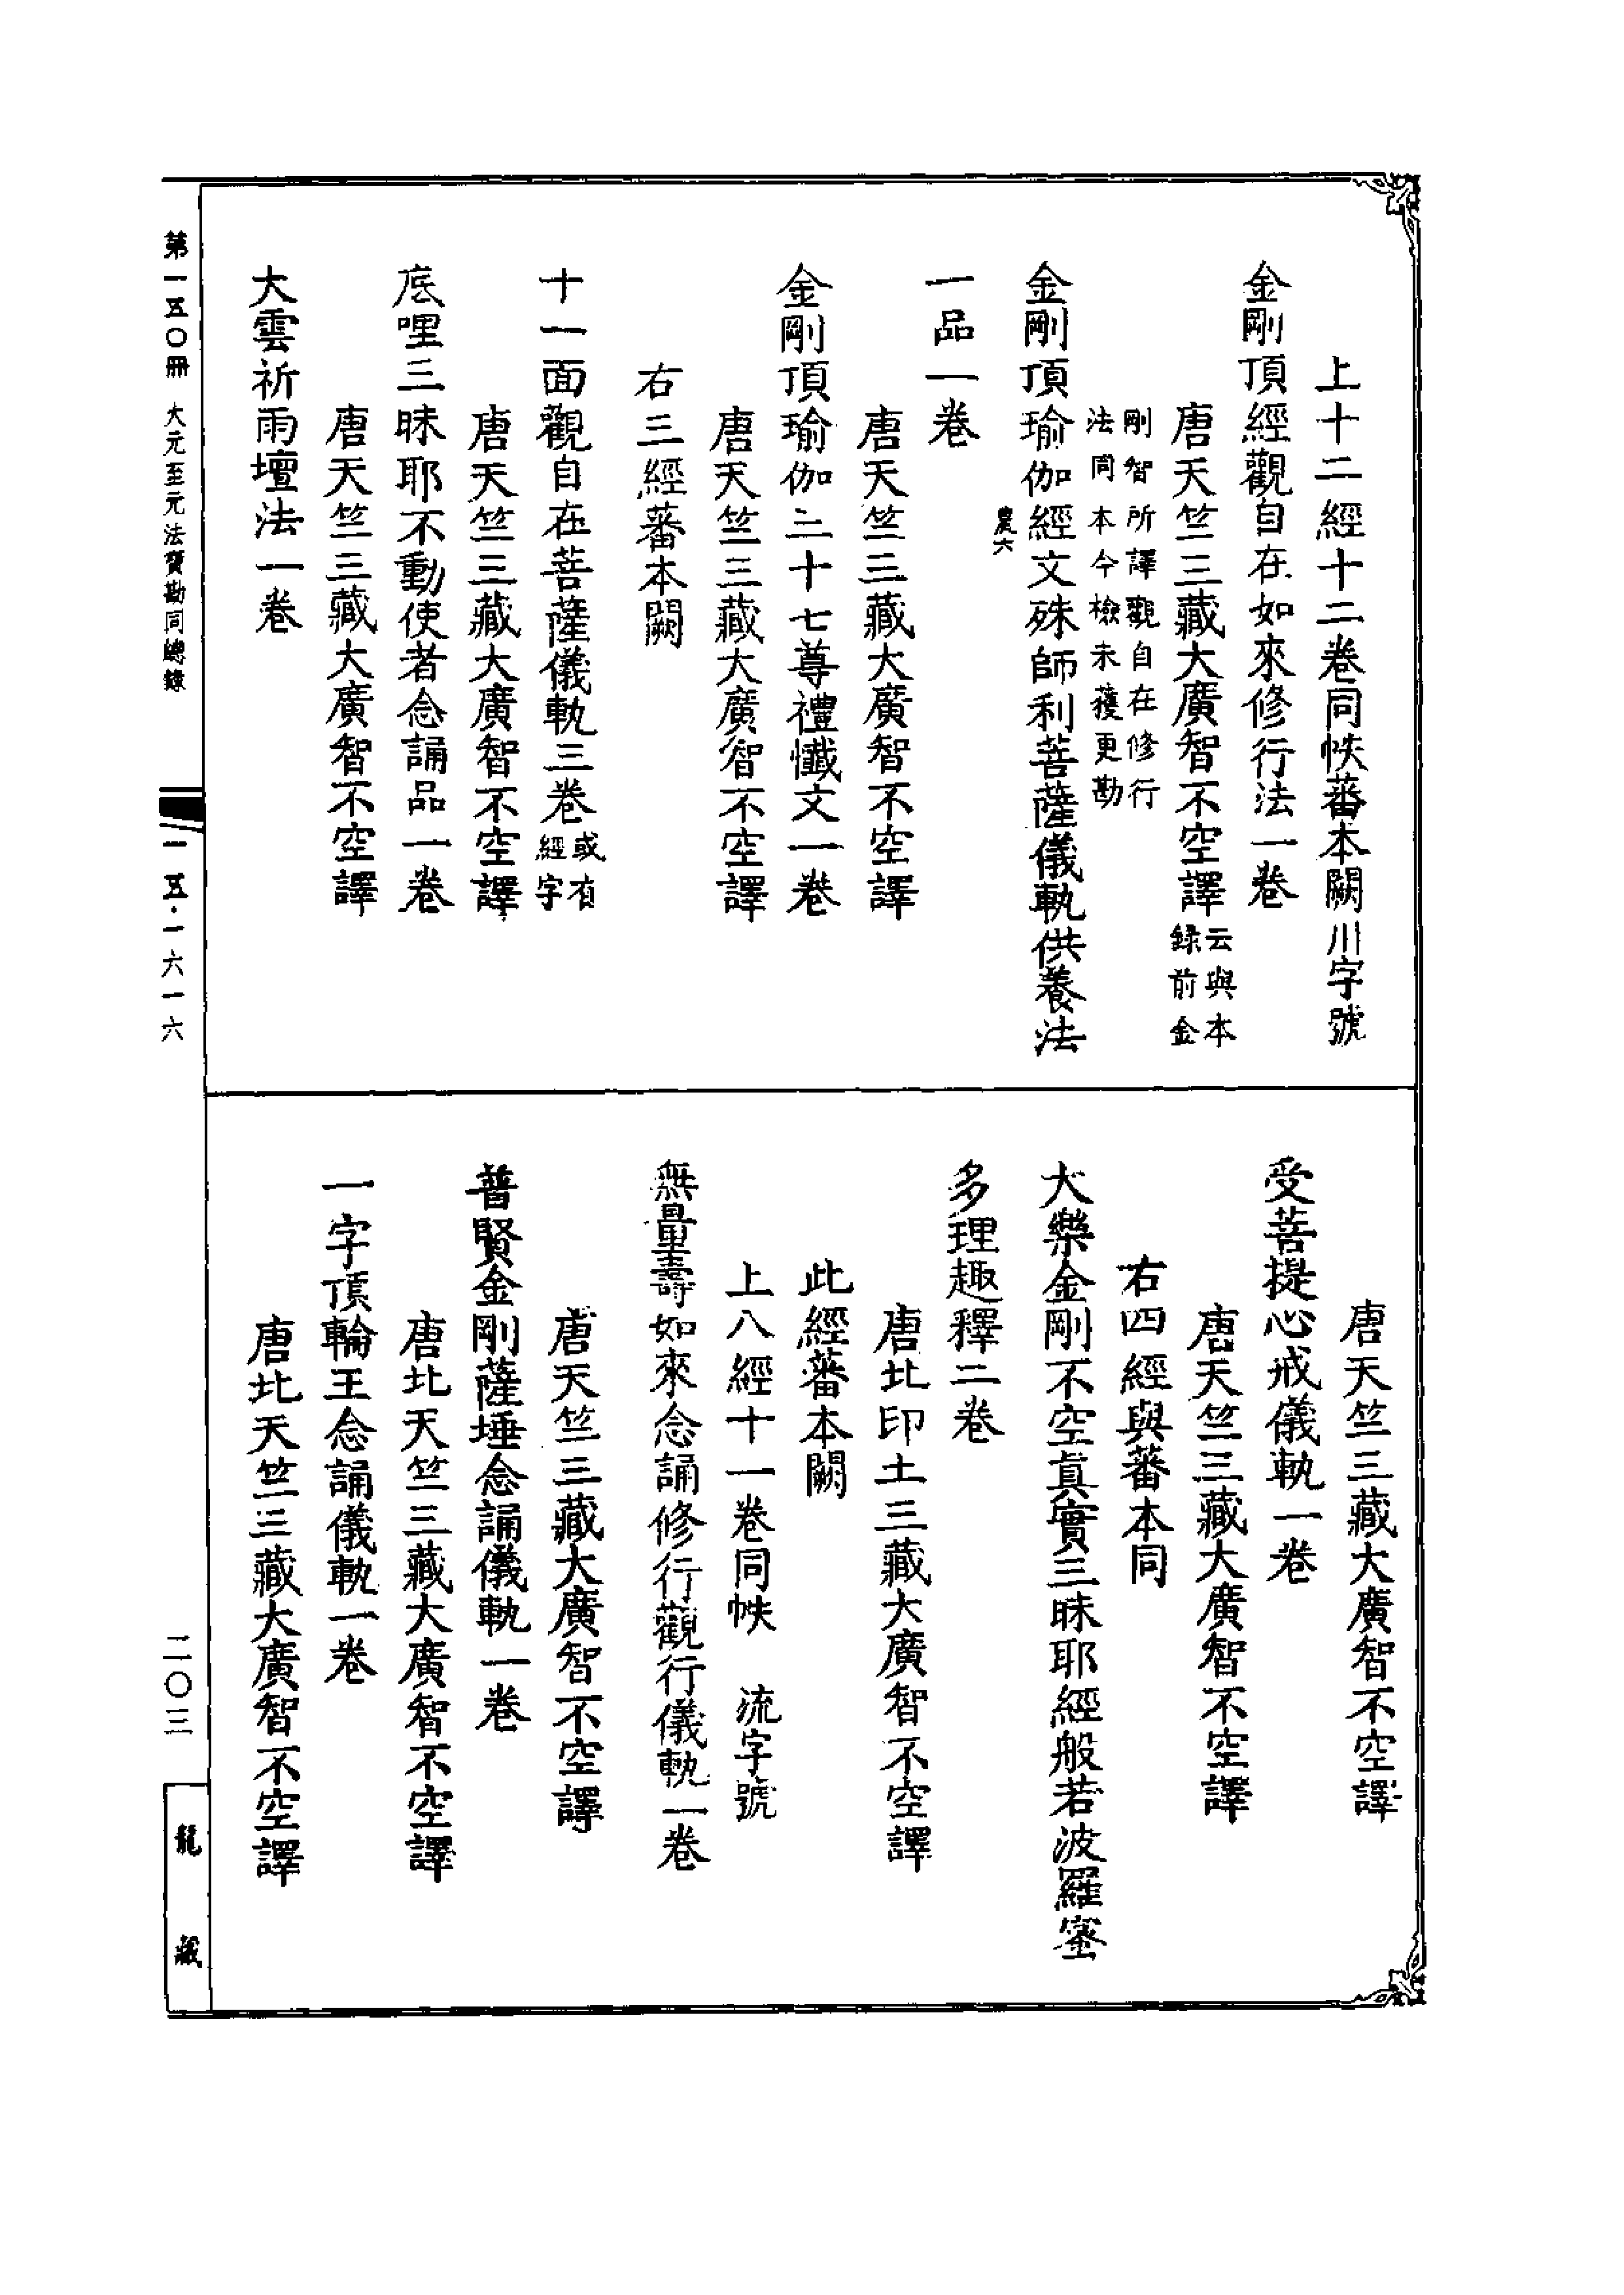 上十二經十二卷同帙蕃本闕川字號
金剛頂經觀自在如來修行法一卷
唐天竺三藏大廣智不空譯
云與本
錄前金
剛智所譯觀自在修行
法同本今檢未獲更勘
金剛頂瑜伽經文殊師利菩薩儀軌供養法
農六
一品一卷
唐天竺三藏大廣智不空譯
金剛頂瑜伽三十七尊禮懺文一卷
唐天竺三藏大廣智不空譯
右三經蕃本闕
十一面觀自在菩薩儀軌三卷
或有
經字
唐天竺三藏大廣智不空譯
底哩三昧耶不動使者念誦品一卷
唐天竺三藏大廣智不空譯
大雲祈雨壇法一卷
唐天竺三藏大廣智不空譯
受菩提心戒儀軌一卷
唐天竺三藏大廣智不空譯
右四經與蕃本同
大樂金剛不空真實三昧耶經般若波羅蜜
多理趣釋二卷
唐北印土三藏大廣智不空譯
此經蕃本闕
上八經十一卷同帙 流字號
無量壽如來念誦修行觀行儀軌一卷
唐天竺三藏大廣智不空譯
普賢金剛薩埵念誦儀軌一卷
唐北天竺三藏大廣智不空譯
一字頂輪王念誦儀軌一卷
唐北天竺三藏大廣智不空譯
第一五〇冊 大元至元法寶勘同總錄
一五·一六一六
二〇三
龍藏